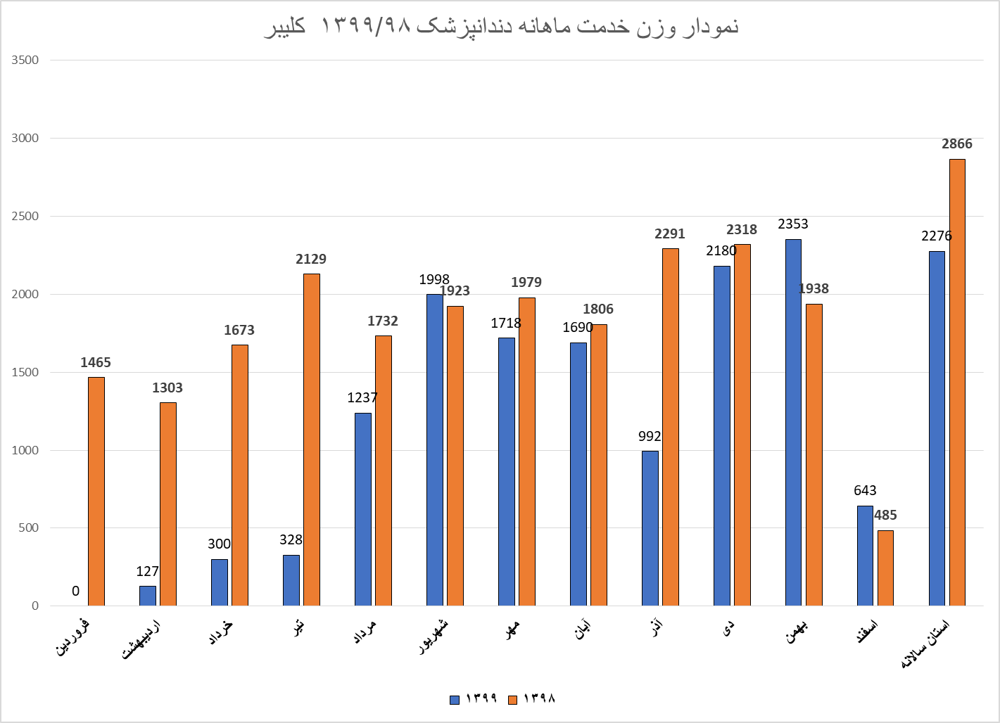 نمودار وزن خدمت ماهانه دندانپزشک ۱۳۹۹/۹۸ کلیبر
3500
3000
2500
2000
1500
1000
500
0
0
1465
127
1303
300
1673
328
2129
1237
1732
1998
1923
1718
1979
1690
1806
992
2291
2180
2318
2353
1938
643
485
2276
2866
فروردین
اردیبهشت
خرداد
تیر
مرداد
شهریور
مهر
آبان
آذر
دی
بهمن
اسفند
استان سالانه
۱۳۹۹
۱۳۹۸